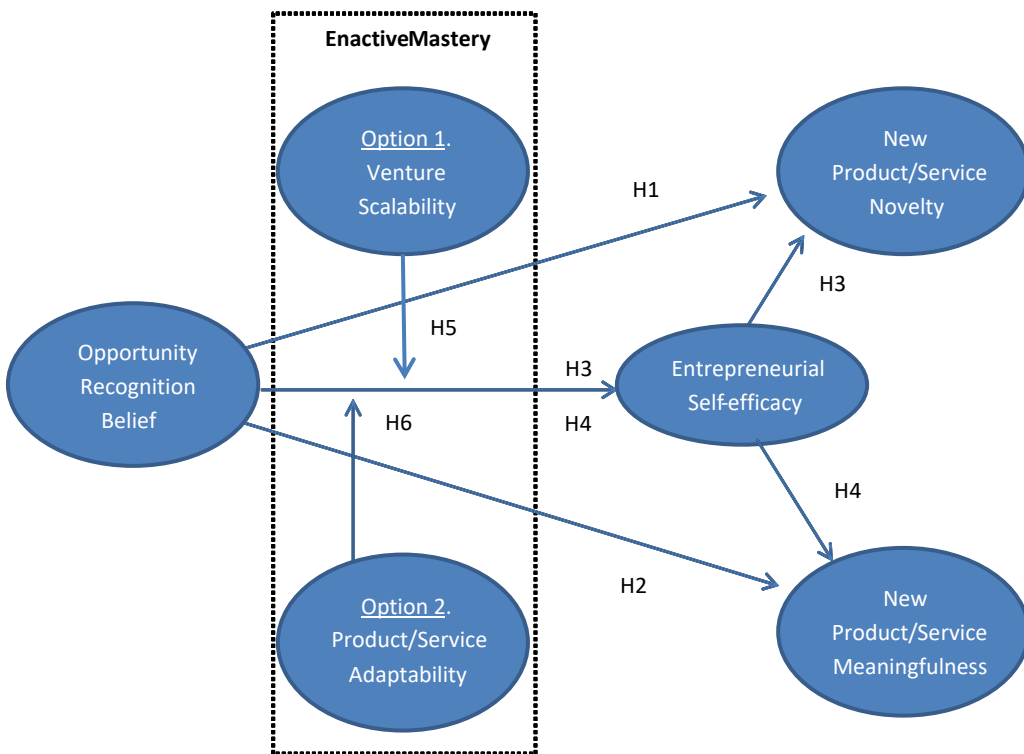 EnactiveMastery
Option 1.
Venture
Scalability
New
Product/Service
Novelty
H1
H3
H5
Opportunity
Recognition
Belief
H3
Entrepreneurial
Self-efficacy
H6
H4
H4
H2
Option 2.
Product/Service
Adaptability
New
Product/Service
Meaningfulness